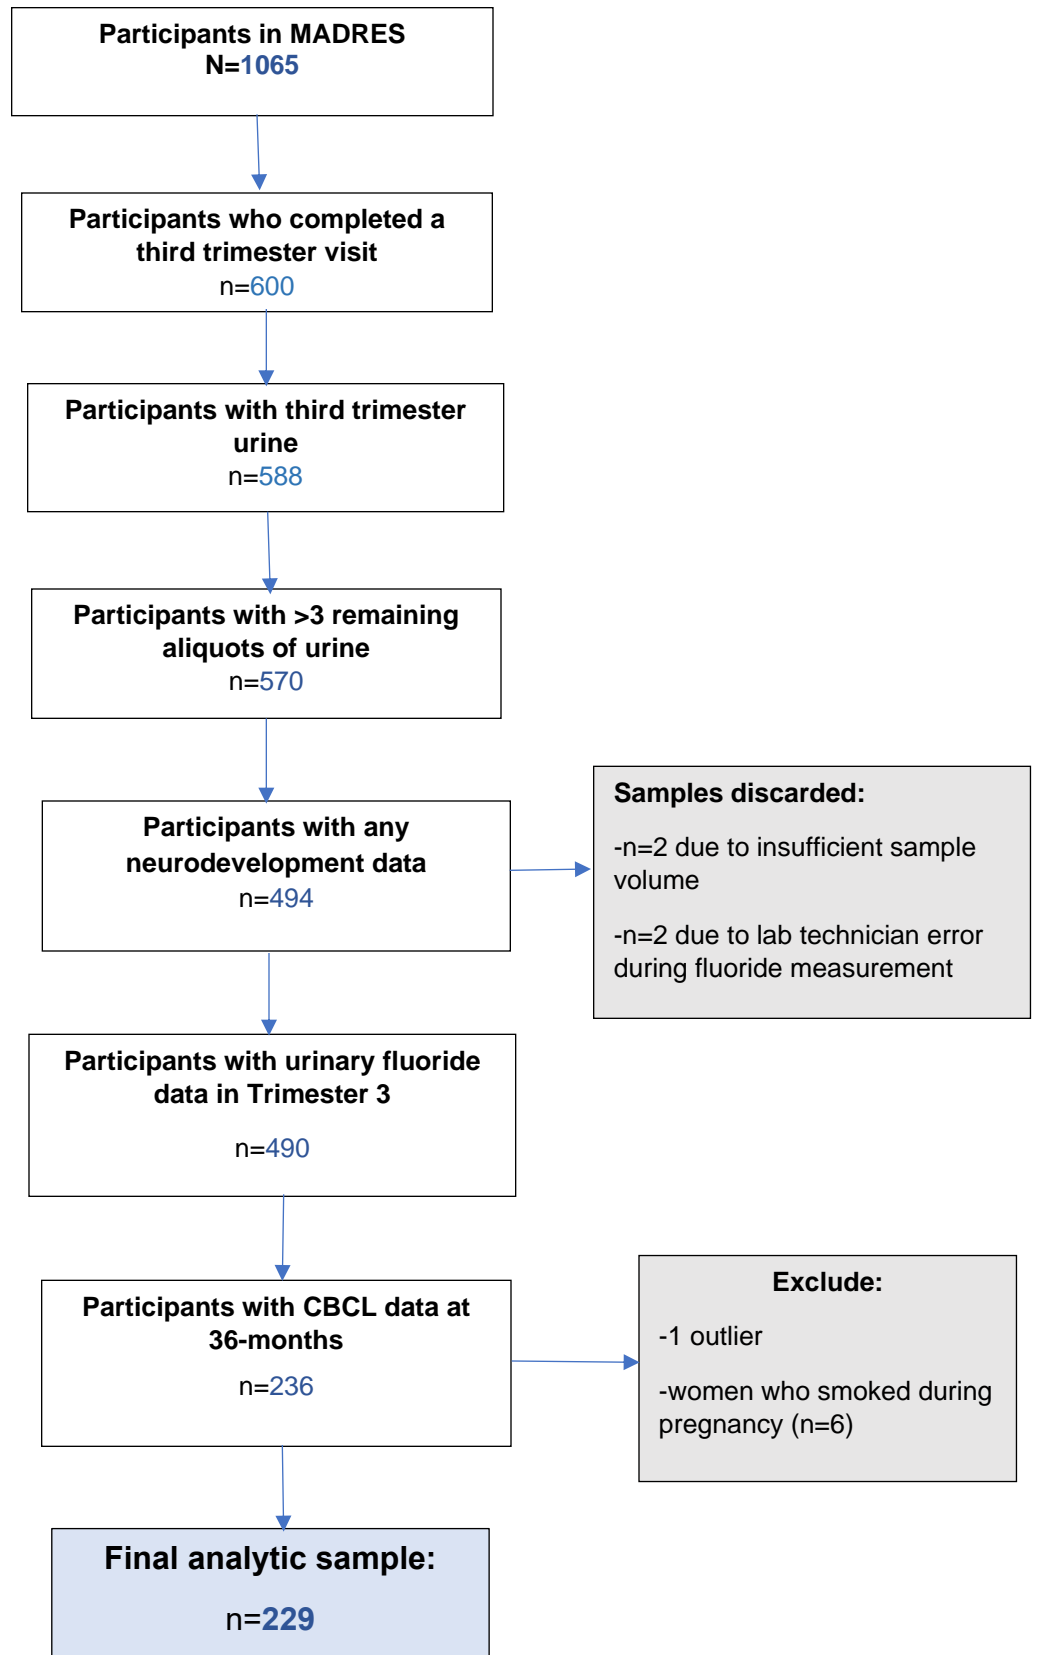 Participants in MADRES
N=1065
Participants who completed a
third trimester visit
n=600
Participants with third trimester
urine
n=588
Participants with >3 remaining
aliquots of urine
n=570
Participants with any
neurodevelopment data
n=494
Samples discarded:
-n=2 due to insufficient sample
volume
-n=2 due to lab technician error
during fluoride measurement
Participants with urinary fluoride
data in Trimester 3
n=490
Participants with CBCL data at
36-months
n=236
Exclude:
-1 outlier
-women who smoked during
pregnancy (n=6)
Final analytic sample:
n=229